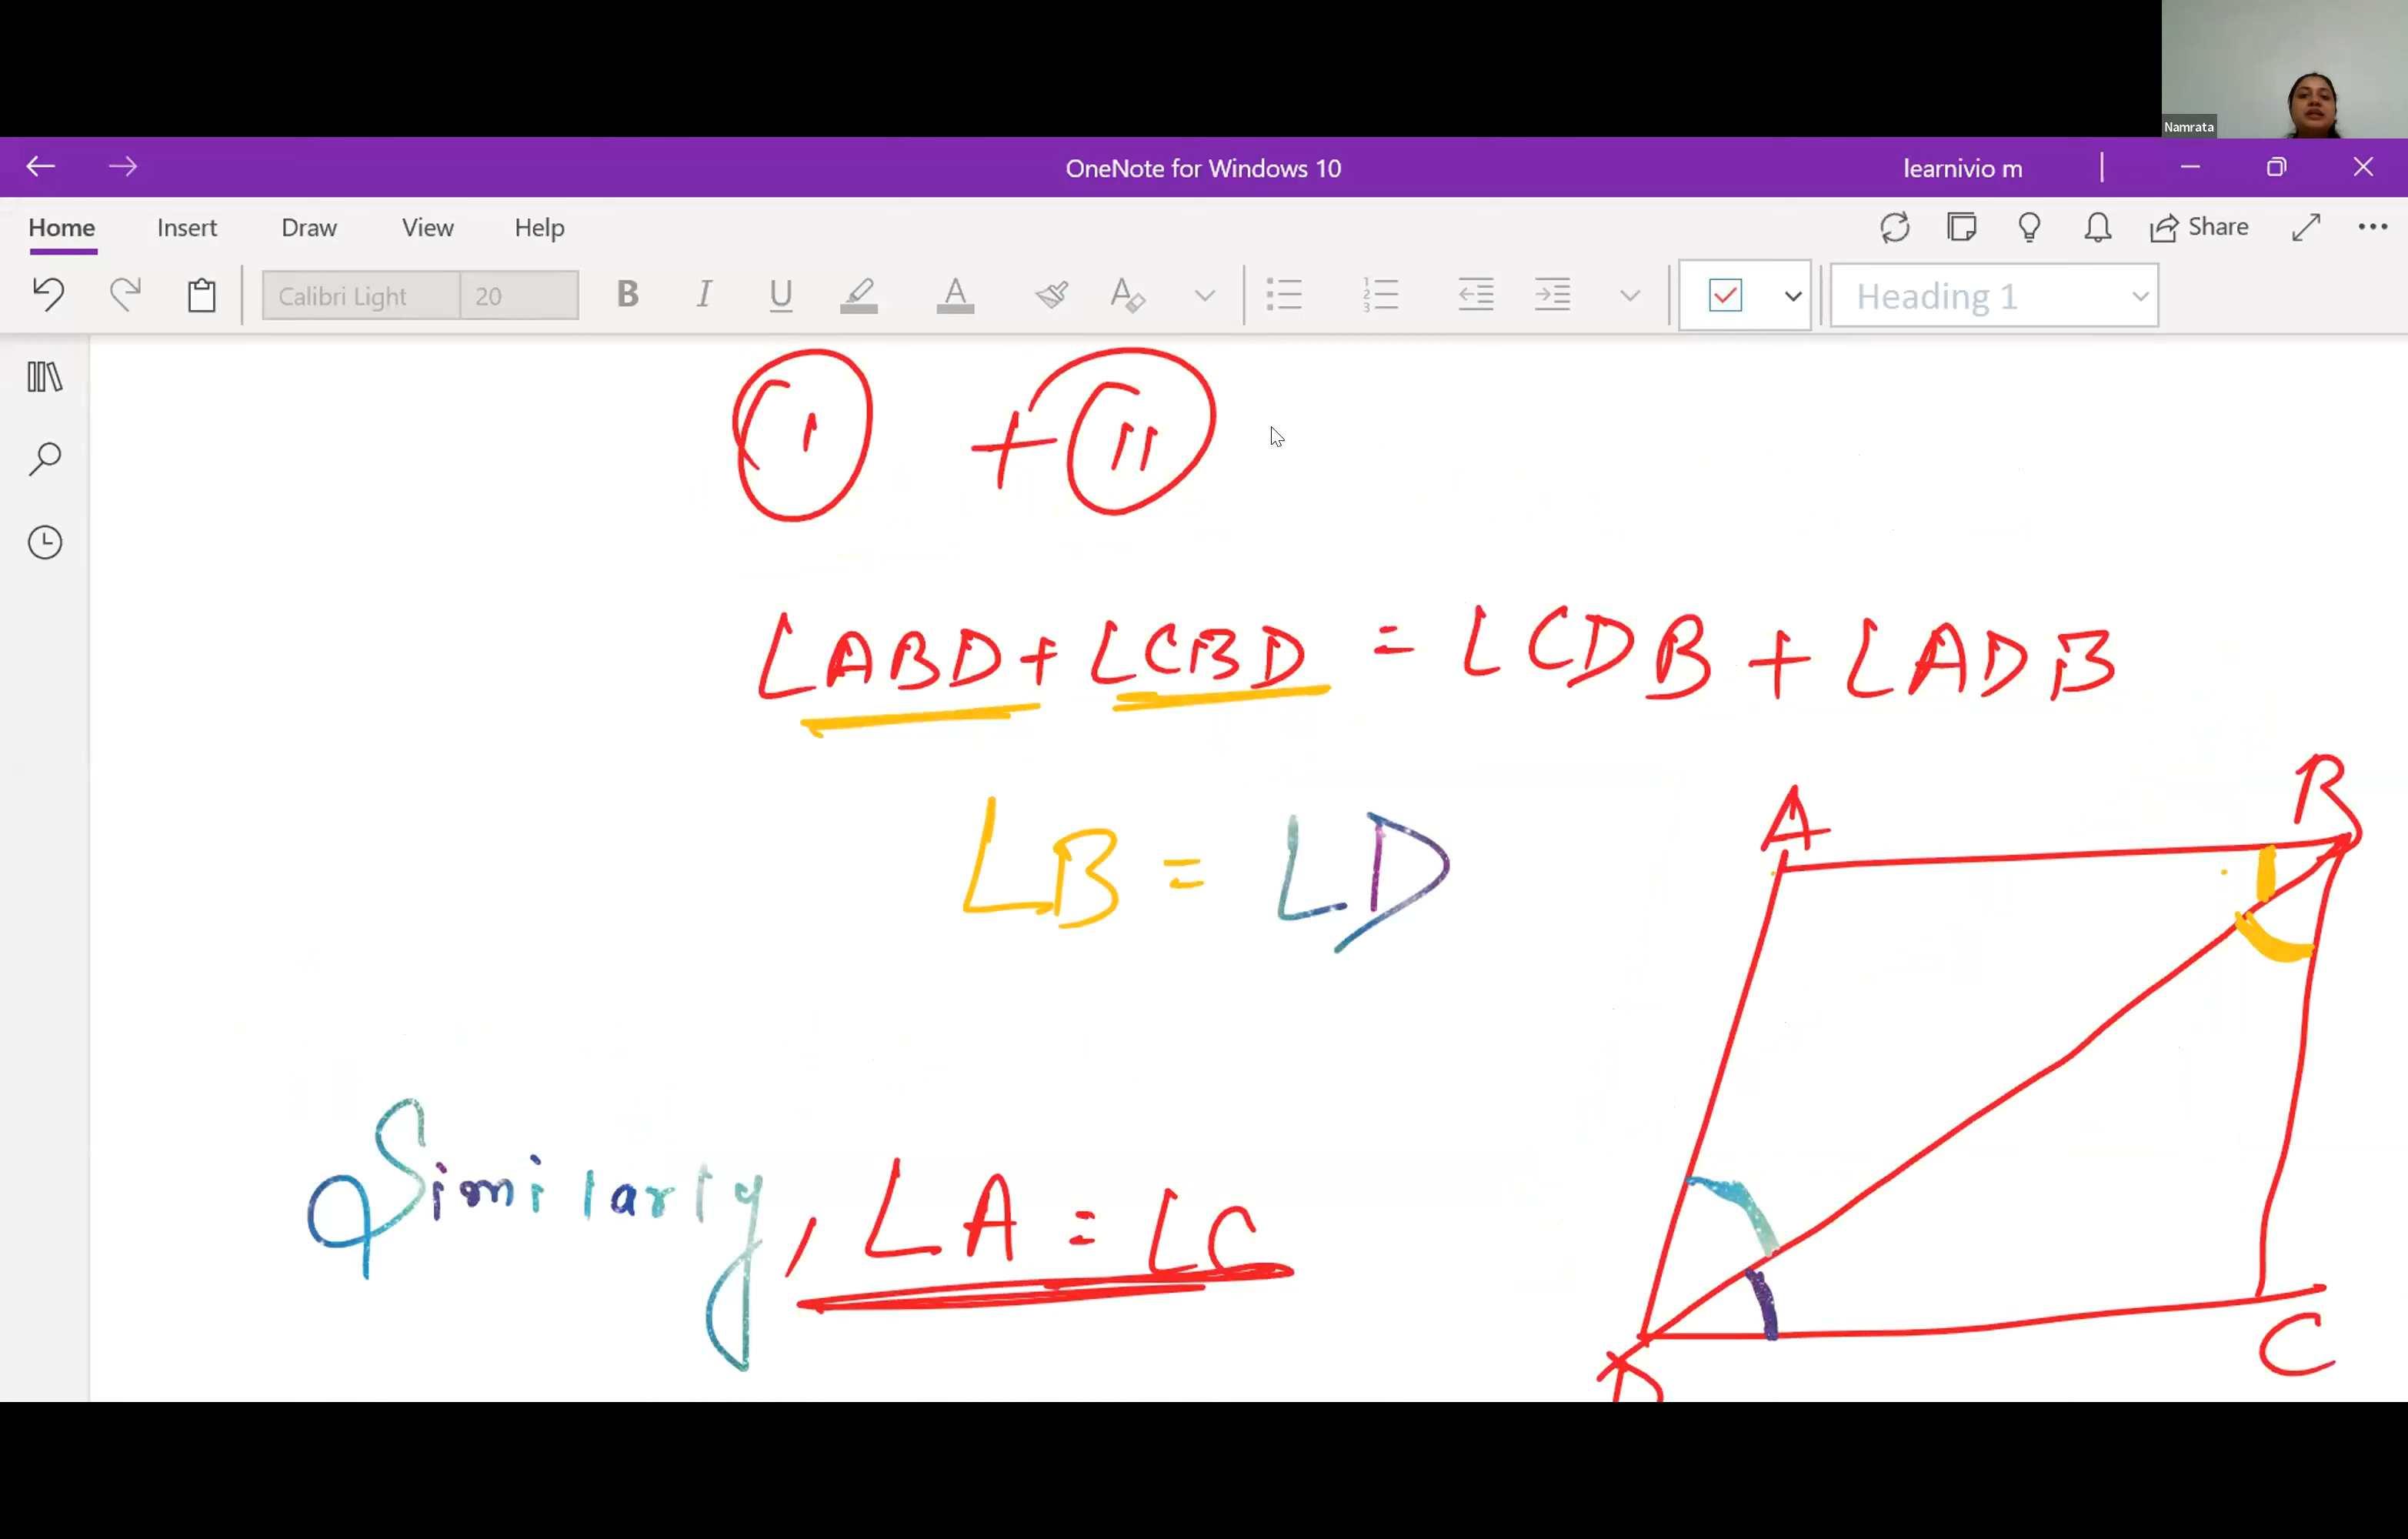 Namrata
OneNote for Windows 10
learnivio m
Home Insert Draw View Help
Share
Calibri Light 20
B I U A
Heading 1
I + II
∠ABD + ∠CBD = ∠CDB + ∠ADB
∠B = ∠D
A B
Similarly, ∠A = ∠C
D C